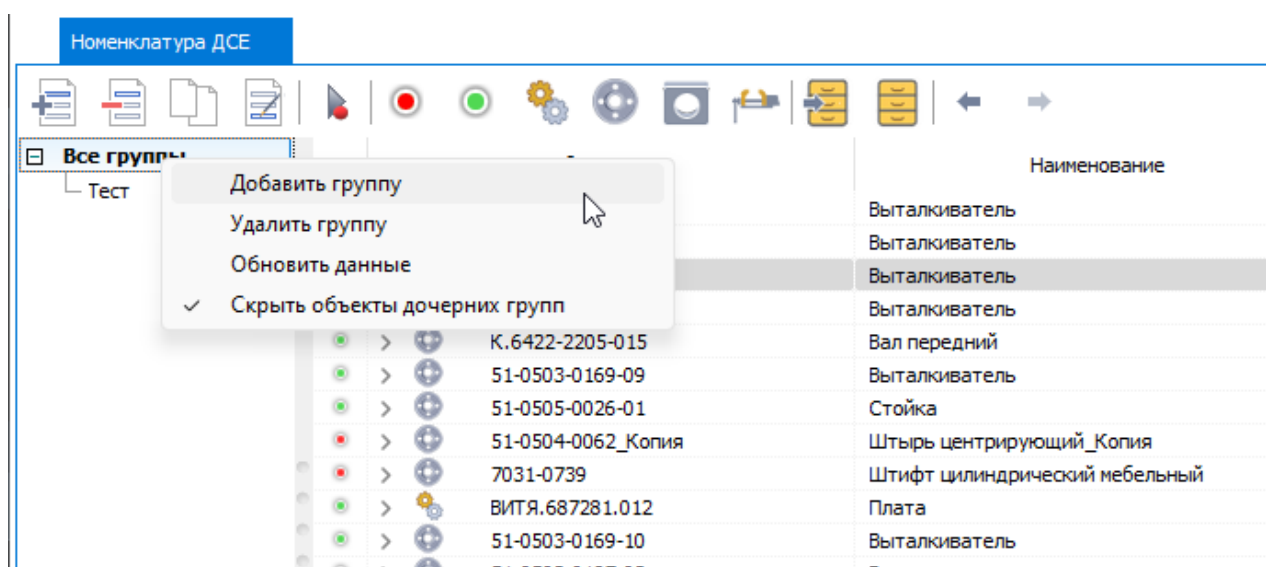 Номенклатура ДСЕ
Все группы
Тест
Добавить группу
Удалить группу
Обновить данные
Скрыть объекты дочерних групп
Наименование
Выталкиватель
Выталкиватель
Выталкиватель
Выталкиватель
К.6422-2205-015 Вал передний
51-0503-0169-09 Выталкиватель
51-0505-0026-01 Стойка
51-0504-0062_Копия Штырь центрирующий_Копия
7031-0739 Штифт цилиндрический мебельный
ВИТЯ.687281.012 Плата
51-0503-0169-10 Выталкиватель